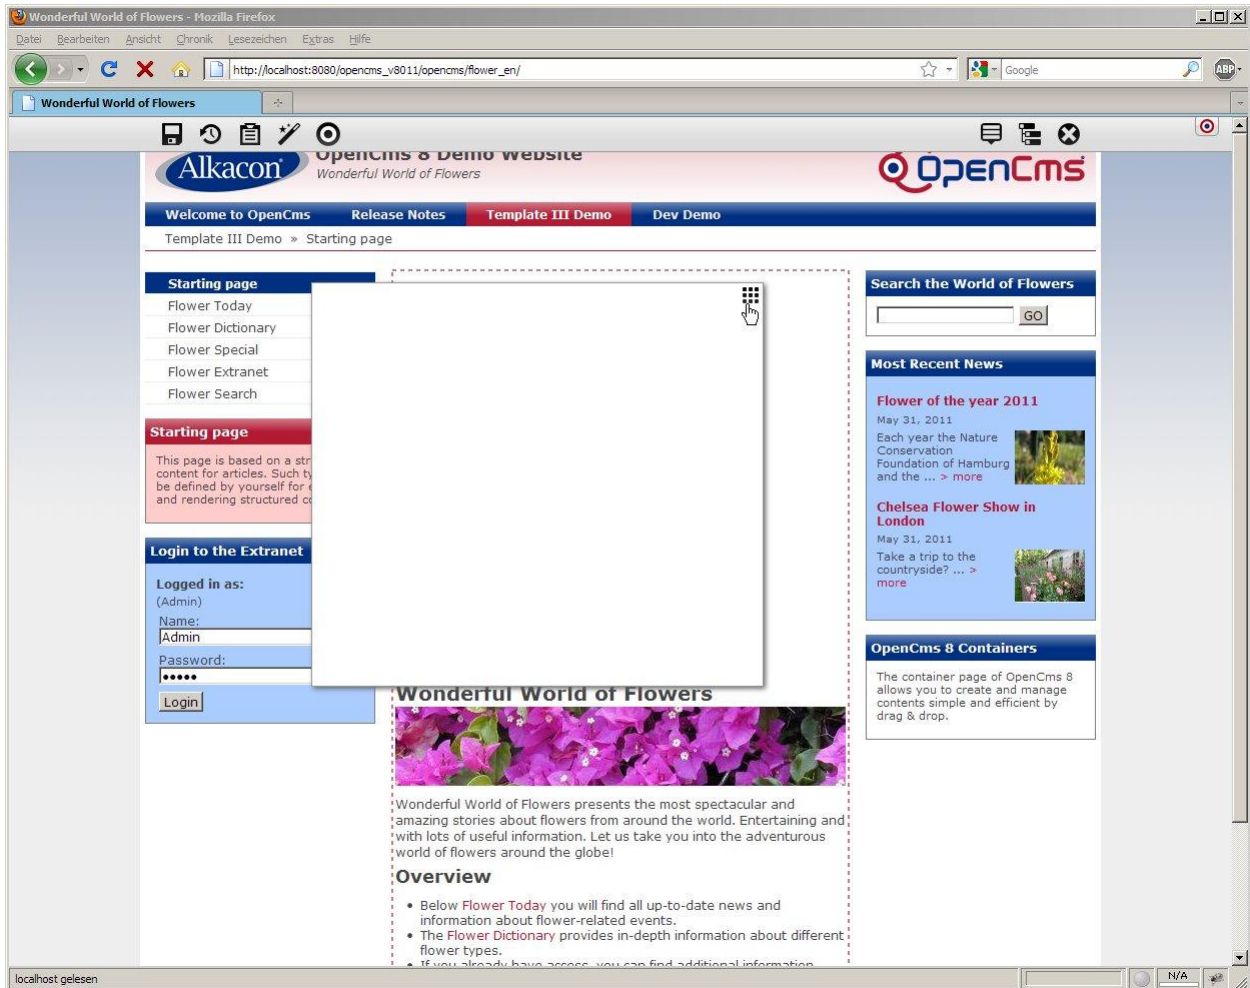 Wonderful World of Flowers - Mozilla Firefox
Datei Bearbeiten Ansicht Chronik Lesezeichen Extras Hilfe
http://localhost:8080/opencms_v8011/opencms/flower_en/
Google
ABP
Wonderful World of Flowers
Alkacon
OpenCms 8 Demo Website
Wonderful World of Flowers
OpenCms
Welcome to OpenCms Release Notes Template III Demo Dev Demo
Template III Demo » Starting page
Starting page
Flower Today
Flower Dictionary
Flower Special
Flower Extranet
Flower Search
Starting page
This page is based on a
content for articles. Such
be defined by yourself for
and rendering structured
Login to the Extranet
Logged in as:
(Admin)
Name:
Admin
Password:
•••••
Login
Wonderful World of Flowers
Wonderful World of Flowers presents the most spectacular and
amazing stories about flowers from around the world. Entertaining and
with lots of useful information. Let us take you into the adventurous
world of flowers around the globe!
Overview
• Below Flower Today you will find all up-to-date news and
information about flower-related events.
• The Flower Dictionary provides in-depth information about different
flower types.
• If you already have access, you can find additional information
Search the World of Flowers
GO
Most Recent News
Flower of the year 2011
May 31, 2011
Each year the Nature
Conservation
Foundation of Hamburg
and the ... > more
Chelsea Flower Show in
London
May 31, 2011
Take a trip to the
countryside? ... >
more
OpenCms 8 Containers
The container page of OpenCms 8
allows you to create and manage
contents simple and efficient by
drag & drop.
localhost gelesen
N/A